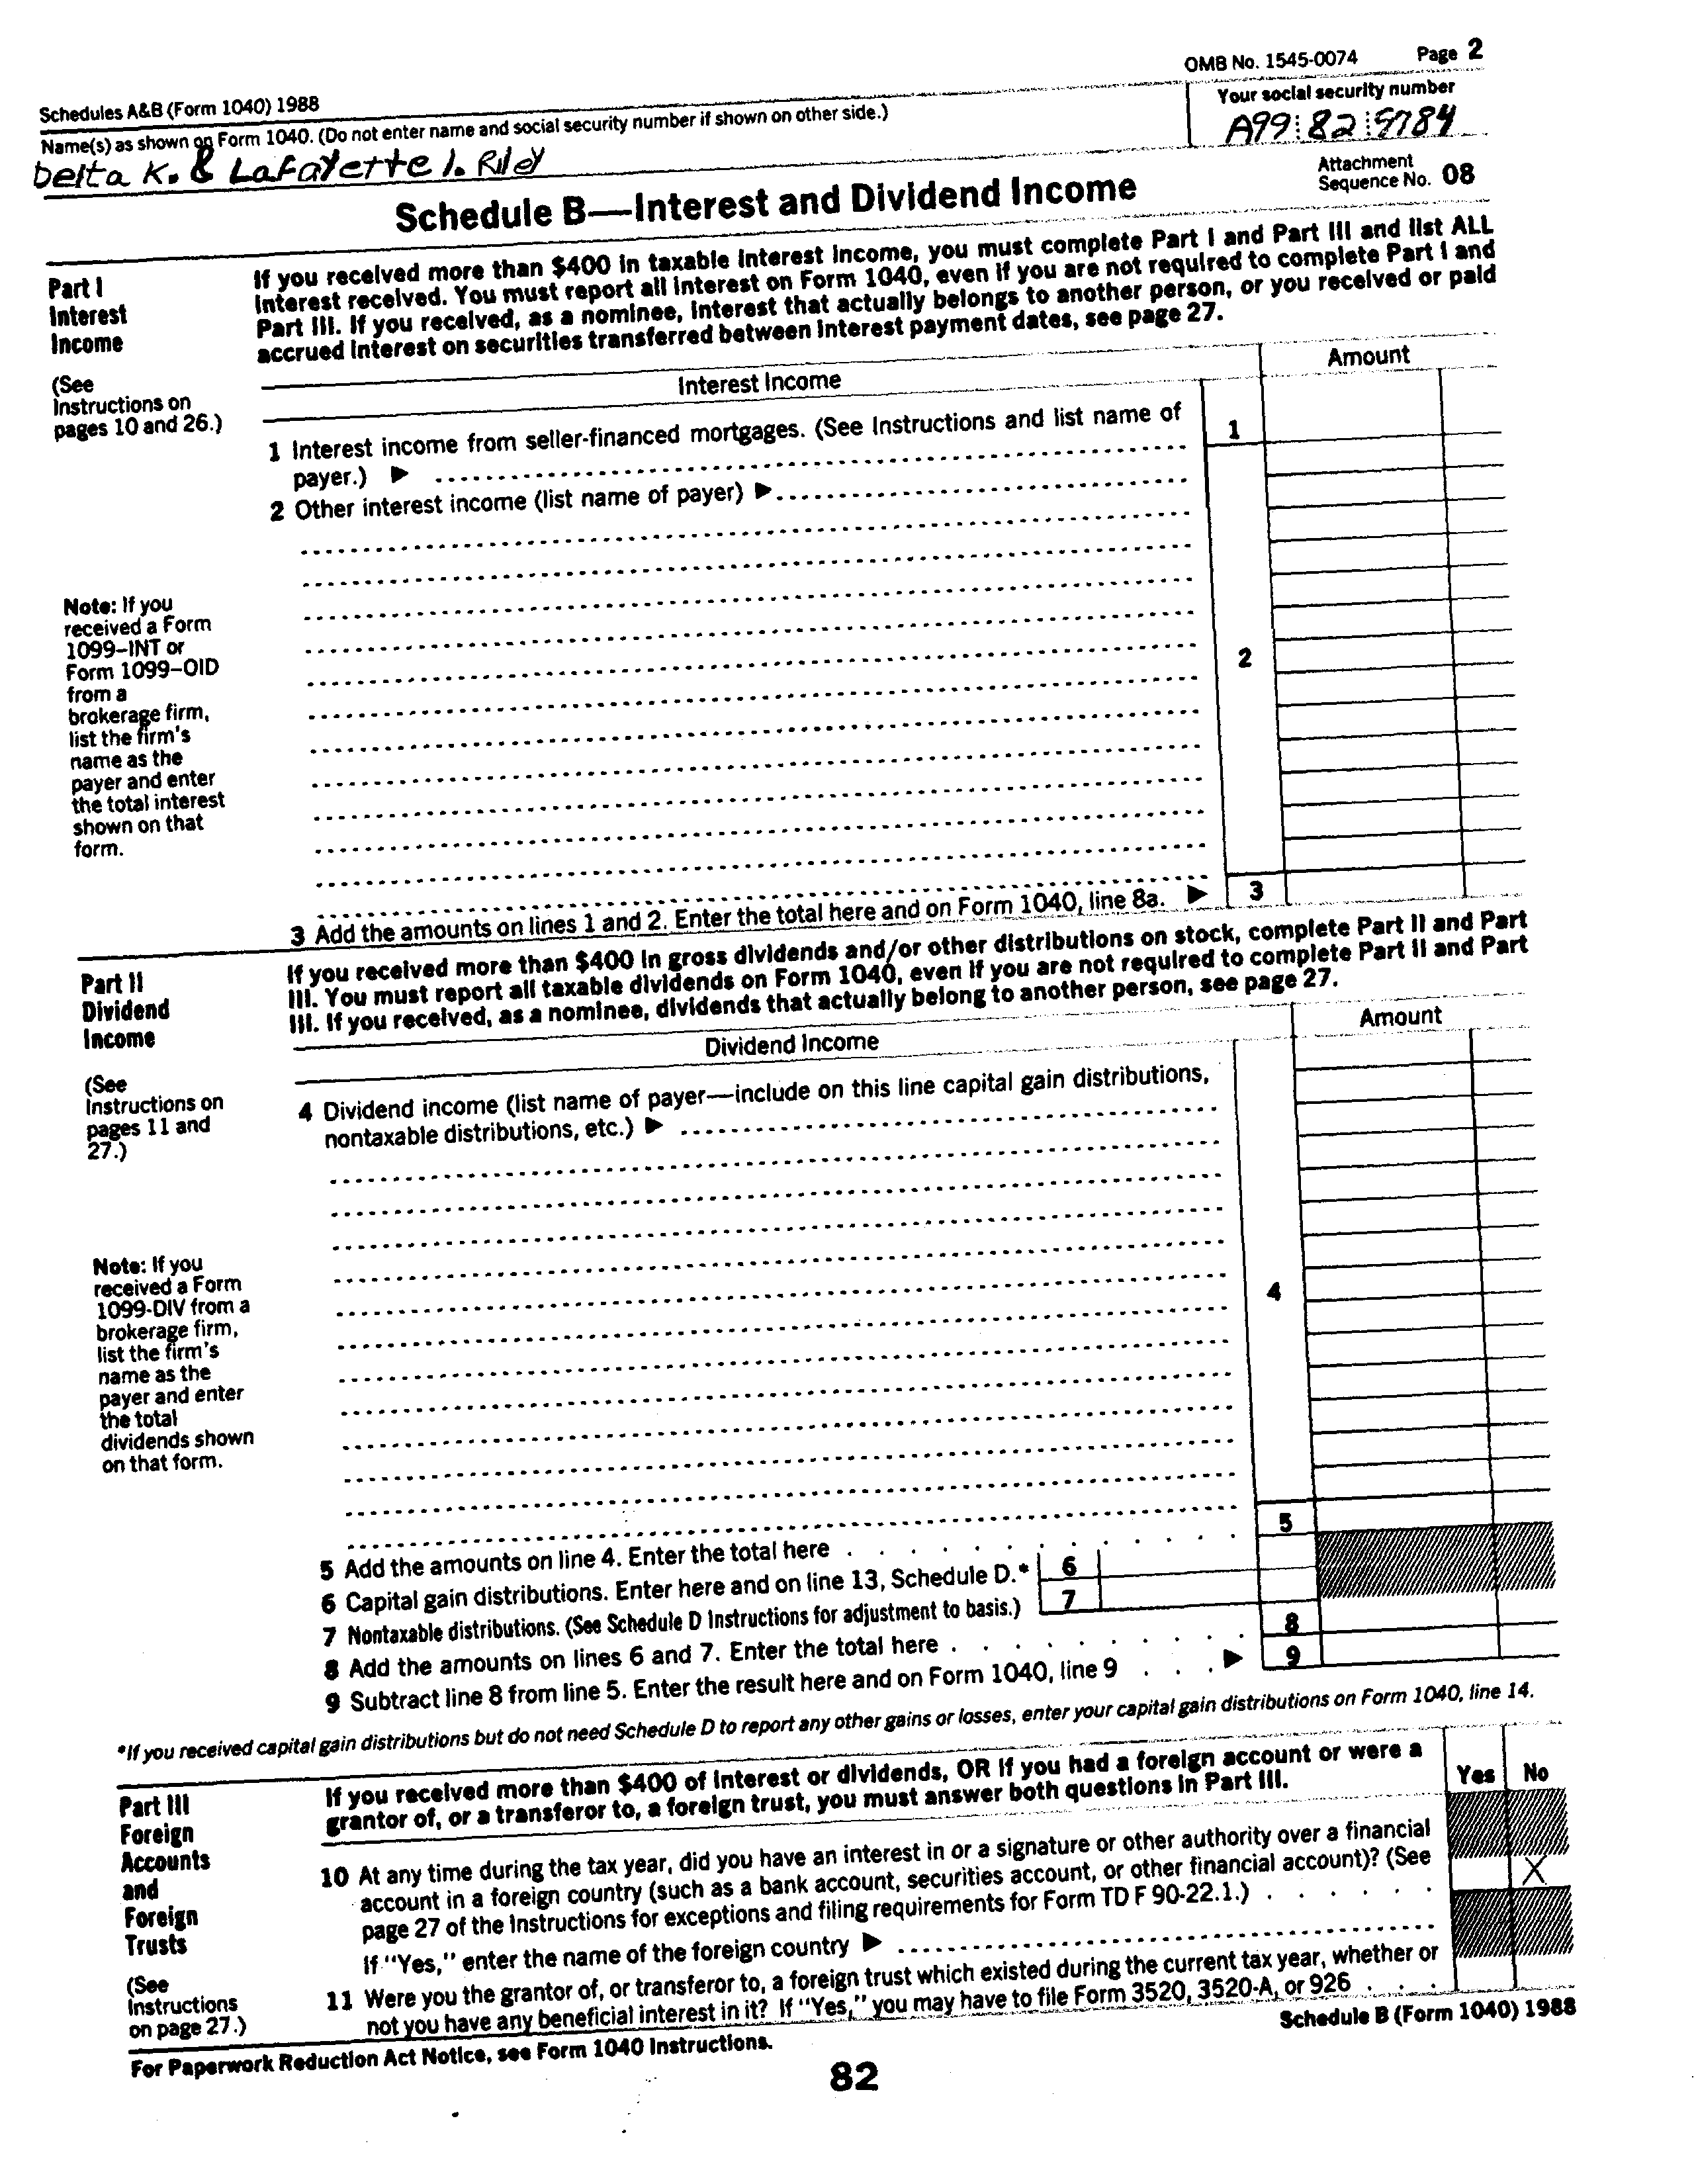 OMB No. 1545-0074 Page 2
Schedules A&B (Form 1040) 1988
Name(s) as shown on Form 1040. (Do not enter name and social security number if shown on other side.)
Your social security number
Delta K. & LaFayette I. Riley
A99 82 9784
Attachment
Sequence No. 08
Schedule B—Interest and Dividend Income
Part I
Interest
Income
(See
Instructions on
pages 10 and 26.)
If you received more than $400 in taxable interest income, you must complete Part I and Part III and list ALL
interest received. You must report all interest on Form 1040, even if you are not required to complete Part I and
Part III. If you received, as a nominee, interest that actually belongs to another person, or you received or paid
accrued interest on securities transferred between interest payment dates, see page 27.
Interest Income
Amount
1 Interest income from seller-financed mortgages. (See Instructions and list name of
payer.) ▶
1
2 Other interest income (list name of payer) ▶
Note: If you
received a Form
1099–INT or
Form 1099–OID
from a
brokerage firm,
list the firm's
name as the
payer and enter
the total interest
shown on that
form.
2
3 Add the amounts on lines 1 and 2. Enter the total here and on Form 1040, line 8a. ▶ 3
Part II
Dividend
Income
(See
Instructions on
pages 11 and
27.)
If you received more than $400 in gross dividends and/or other distributions on stock, complete Part II and Part
III. You must report all taxable dividends on Form 1040, even if you are not required to complete Part II and Part
III. If you received, as a nominee, dividends that actually belong to another person, see page 27.
Dividend Income
Amount
4 Dividend income (list name of payer—include on this line capital gain distributions,
nontaxable distributions, etc.) ▶
Note: If you
received a Form
1099-DIV from a
brokerage firm,
list the firm's
name as the
payer and enter
the total
dividends shown
on that form.
4
5 Add the amounts on line 4. Enter the total here . . . . 5
6 Capital gain distributions. Enter here and on line 13, Schedule D.* 6
7 Nontaxable distributions. (See Schedule D Instructions for adjustment to basis.) 7
8 Add the amounts on lines 6 and 7. Enter the total here . . . . 8
9 Subtract line 8 from line 5. Enter the result here and on Form 1040, line 9 . . . ▶ 9
*If you received capital gain distributions but do not need Schedule D to report any other gains or losses, enter your capital gain distributions on Form 1040, line 14.
Part III
Foreign
Accounts
and
Foreign
Trusts
(See
Instructions
on page 27.)
If you received more than $400 of interest or dividends, OR if you had a foreign account or were a
grantor of, or a transferor to, a foreign trust, you must answer both questions in Part III.
Yes No
10 At any time during the tax year, did you have an interest in or a signature or other authority over a financial
account in a foreign country (such as a bank account, securities account, or other financial account)? (See
page 27 of the Instructions for exceptions and filing requirements for Form TD F 90-22.1.) . . . . . . X
If "Yes," enter the name of the foreign country ▶
11 Were you the grantor of, or transferor to, a foreign trust which existed during the current tax year, whether or
not you have any beneficial interest in it? If "Yes," you may have to file Form 3520, 3520-A, or 926 . . . .
For Paperwork Reduction Act Notice, see Form 1040 Instructions.
Schedule B (Form 1040) 1988
82